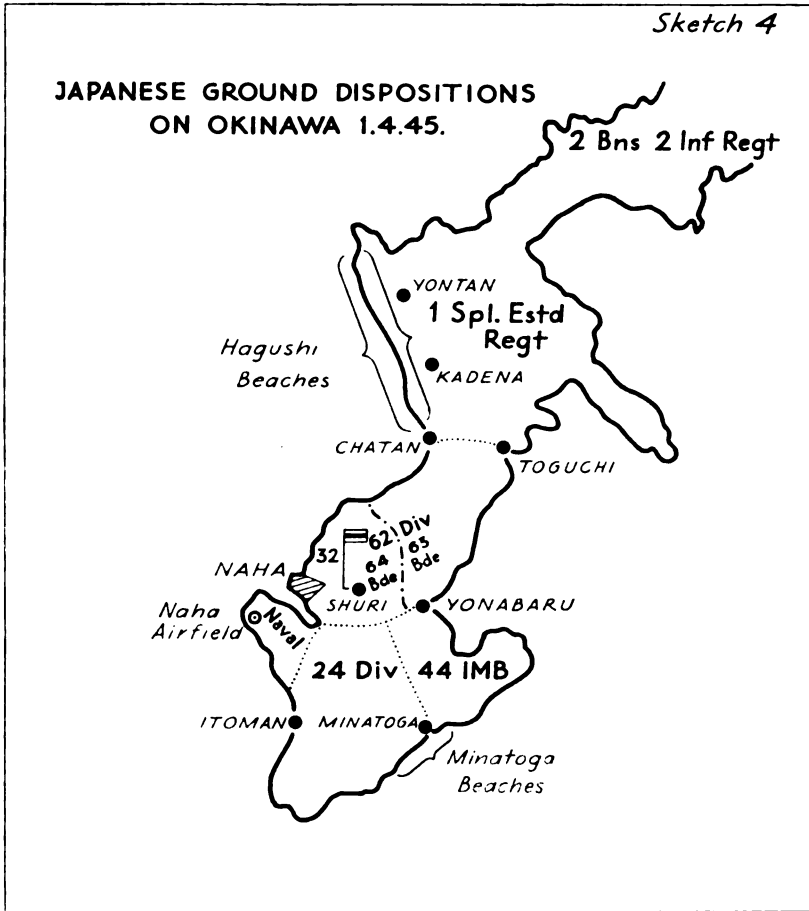 Sketch 4
JAPANESE GROUND DISPOSITIONS
ON OKINAWA 1.4.45.
2 Bns 2 Inf Regt
YONTAN
1 Spl. Estd
Regt
Hagushi
Beaches
KADENA
CHATAN
TOGUCHI
62 Div
32
64
Bde
63
Bde
NAHA
SHURI
YONABARU
Naha
Airfield
Naval
24 Div
44 IMB
ITOMAN
MINATOGA
Minatoga
Beaches